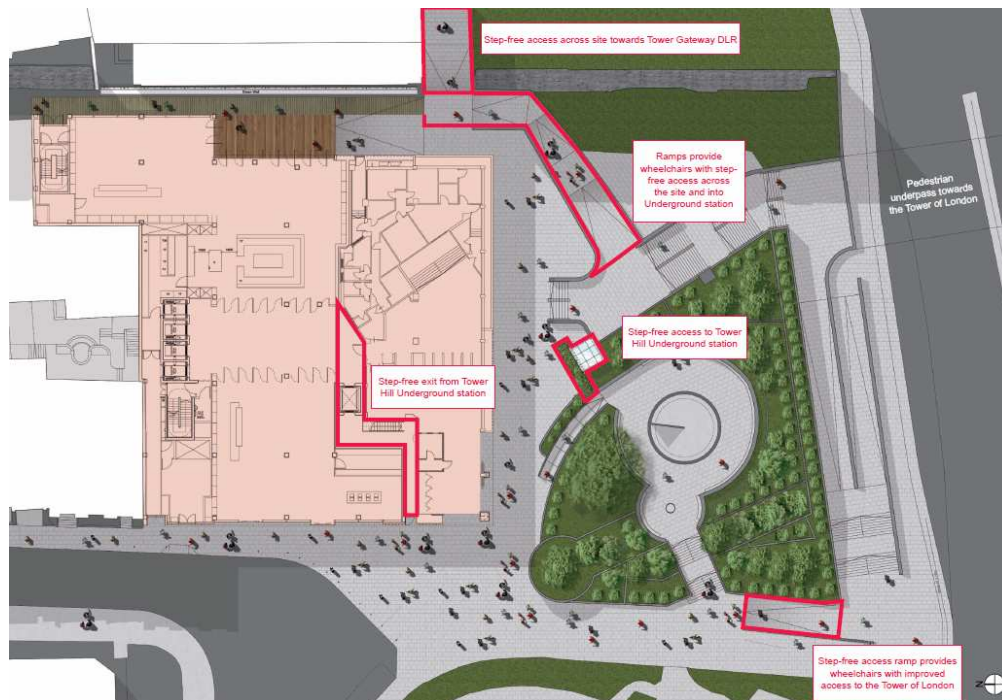 Step-free access across site towards Tower Gateway DLR
Ramps provide
wheelchairs with step-
free access across
the site and into
Underground station
Pedestrian
underpass towards
the Tower of London
Step-free access to Tower
Hill Underground station
Step-free exit from Tower
Hill Underground station
Step-free access ramp provides
wheelchairs with improved
access to the Tower of London
N